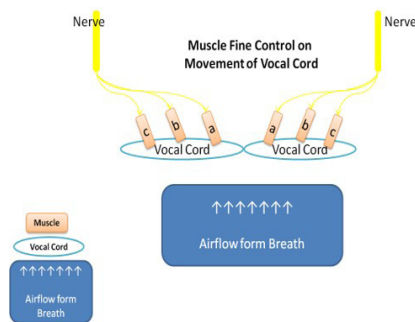 Nerve
Nerve
Muscle Fine Control on
Movement of Vocal Cord
c b a
a b c
Vocal Cord
Vocal Cord
↑↑↑↑↑↑↑
Airflow form Breath
Muscle
Vocal Cord
↑↑↑↑↑↑↑
Airflow form
Breath